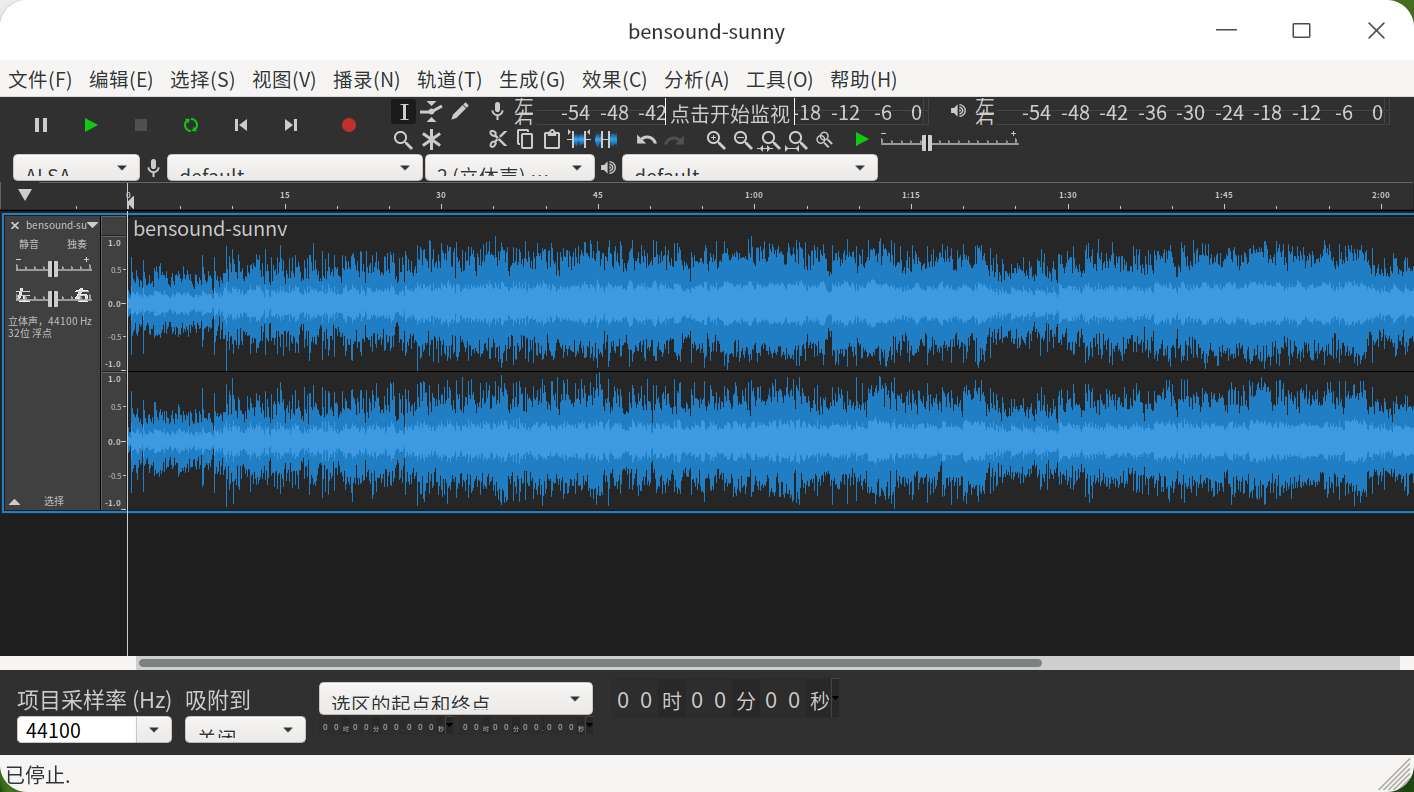 bensound-sunny
文件(F) 编辑(E) 选择(S) 视图(V) 播录(N) 轨道(T) 生成(G) 效果(C) 分析(A) 工具(O) 帮助(H)
左 右 -54 -48 -42 点击开始监视 -18 -12 -6 0 左 右 -54 -48 -42 -36 -30 -24 -18 -12 -6 0
ALSA default 2 (立体声) ... default
0 15 30 45 1:00 1:15 1:30 1:45 2:00
bensound-su
静音 独奏
- +
左 右
立体声，44100 Hz
32位 浮点
选择
bensound-sunny
1.0
0.5
0.0
-0.5
-1.0
1.0
0.5
0.0
-0.5
-1.0
项目采样率 (Hz) 吸附到
44100 关闭
选区的起点和终点
0 0 时 0 0 分 0 0 . 0 0 0 秒 0 0 时 0 0 分 0 0 . 0 0 0 秒
0 0 时 0 0 分 0 0 秒
已停止.